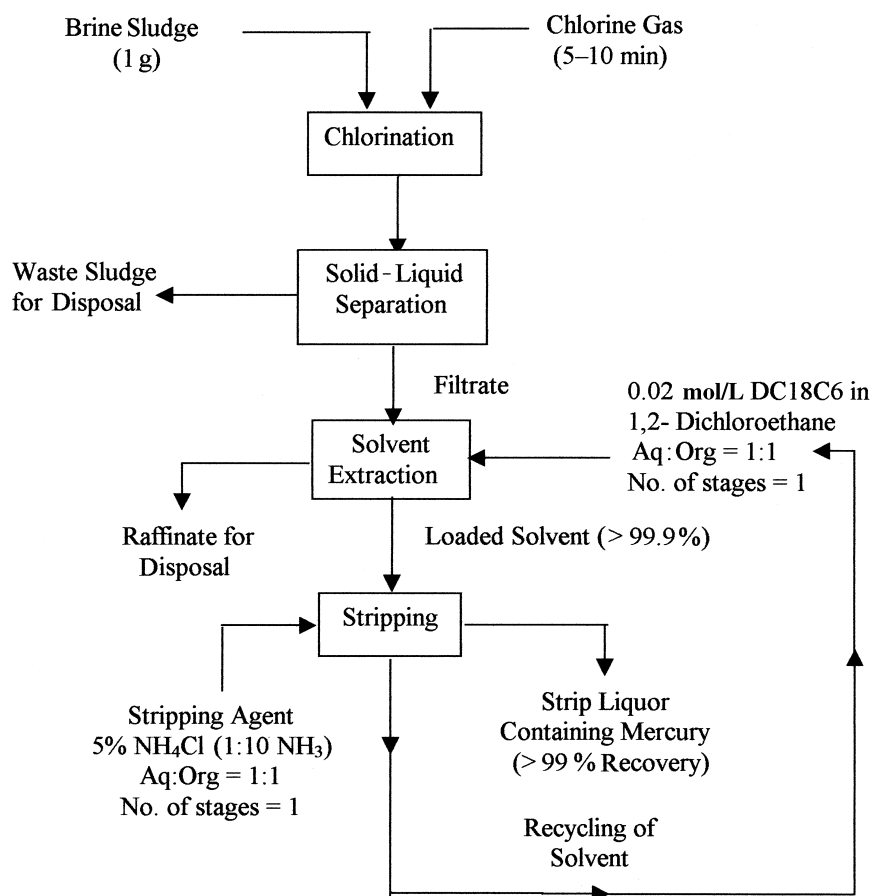 Brine Sludge
(1 g)
Chlorine Gas
(5–10 min)
Chlorination
Solid-Liquid
Separation
Waste Sludge
for Disposal
Filtrate
0.02 mol/L DC18C6 in
1,2- Dichloroethane
Aq:Org = 1:1
No. of stages = 1
Solvent
Extraction
Raffinate for
Disposal
Loaded Solvent (> 99.9%)
Stripping
Stripping Agent
5% NH₄Cl (1:10 NH₃)
Aq:Org = 1:1
No. of stages = 1
Strip Liquor
Containing Mercury
(> 99 % Recovery)
Recycling of
Solvent